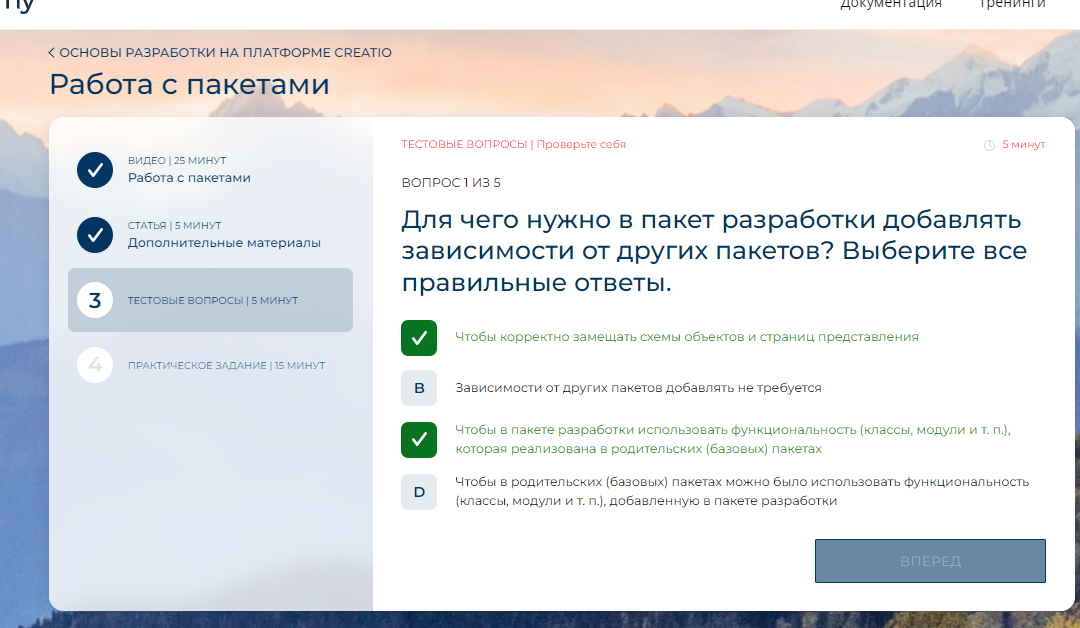 Документация
Тренинги
ОСНОВЫ РАЗРАБОТКИ НА ПЛАТФОРМЕ CREATIO
Работа с пакетами
ВИДЕО | 25 МИНУТ
Работа с пакетами
СТАТЬЯ | 5 МИНУТ
Дополнительные материалы
3
ТЕСТОВЫЕ ВОПРОСЫ | 5 МИНУТ
4
ПРАКТИЧЕСКОЕ ЗАДАНИЕ | 15 МИНУТ
ТЕСТОВЫЕ ВОПРОСЫ | Проверьте себя
5 минут
ВОПРОС 1 ИЗ 5
Для чего нужно в пакет разработки добавлять
зависимости от других пакетов? Выберите все
правильные ответы.
Чтобы корректно замещать схемы объектов и страниц представления
B
Зависимости от других пакетов добавлять не требуется
Чтобы в пакете разработки использовать функциональность (классы, модули и т. п.),
которая реализована в родительских (базовых) пакетах
D
Чтобы в родительских (базовых) пакетах можно было использовать функциональность
(классы, модули и т. п.), добавленную в пакете разработки
ВПЕРЕД